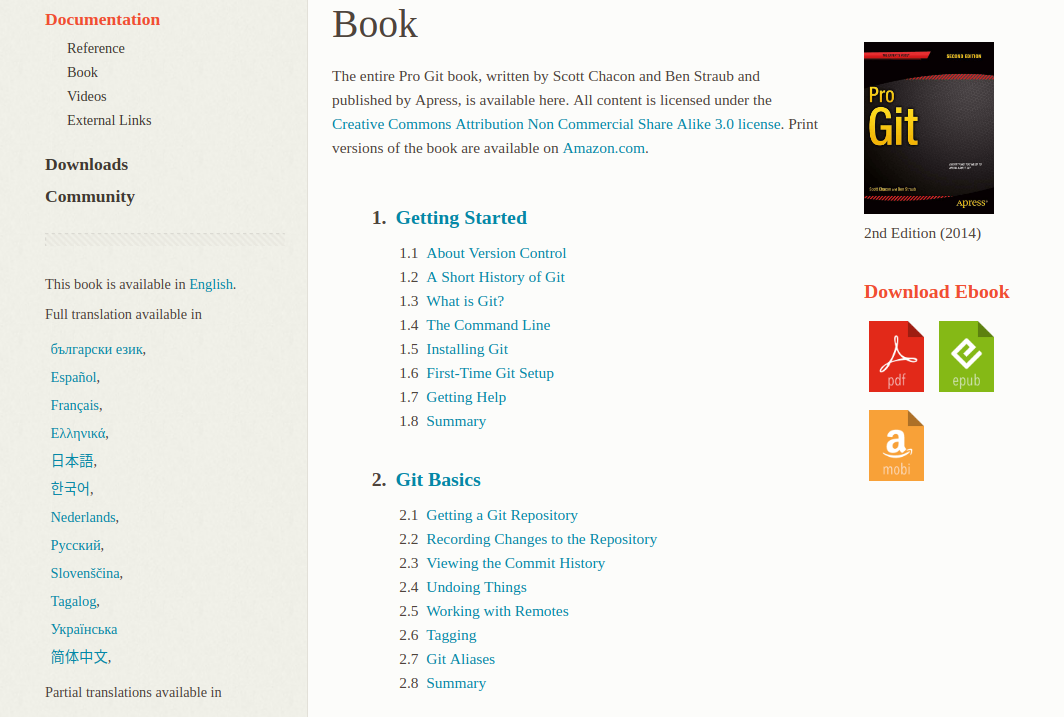 Documentation
Reference
Book
Videos
External Links
Downloads
Community
This book is available in English.
Full translation available in
български език,
Español,
Français,
Ελληνικά,
日本語,
한국어,
Nederlands,
Русский,
Slovenščina,
Tagalog,
Українська
简体中文,
Partial translations available in
Book
The entire Pro Git book, written by Scott Chacon and Ben Straub and
published by Apress, is available here. All content is licensed under the
Creative Commons Attribution Non Commercial Share Alike 3.0 license. Print
versions of the book are available on Amazon.com.
1. Getting Started
1.1 About Version Control
1.2 A Short History of Git
1.3 What is Git?
1.4 The Command Line
1.5 Installing Git
1.6 First-Time Git Setup
1.7 Getting Help
1.8 Summary
2. Git Basics
2.1 Getting a Git Repository
2.2 Recording Changes to the Repository
2.3 Viewing the Commit History
2.4 Undoing Things
2.5 Working with Remotes
2.6 Tagging
2.7 Git Aliases
2.8 Summary
SECOND EDITION
Pro
Git
Scott Chacon and Ben Straub
Apress®
2nd Edition (2014)
Download Ebook
pdf
epub
a
mobi